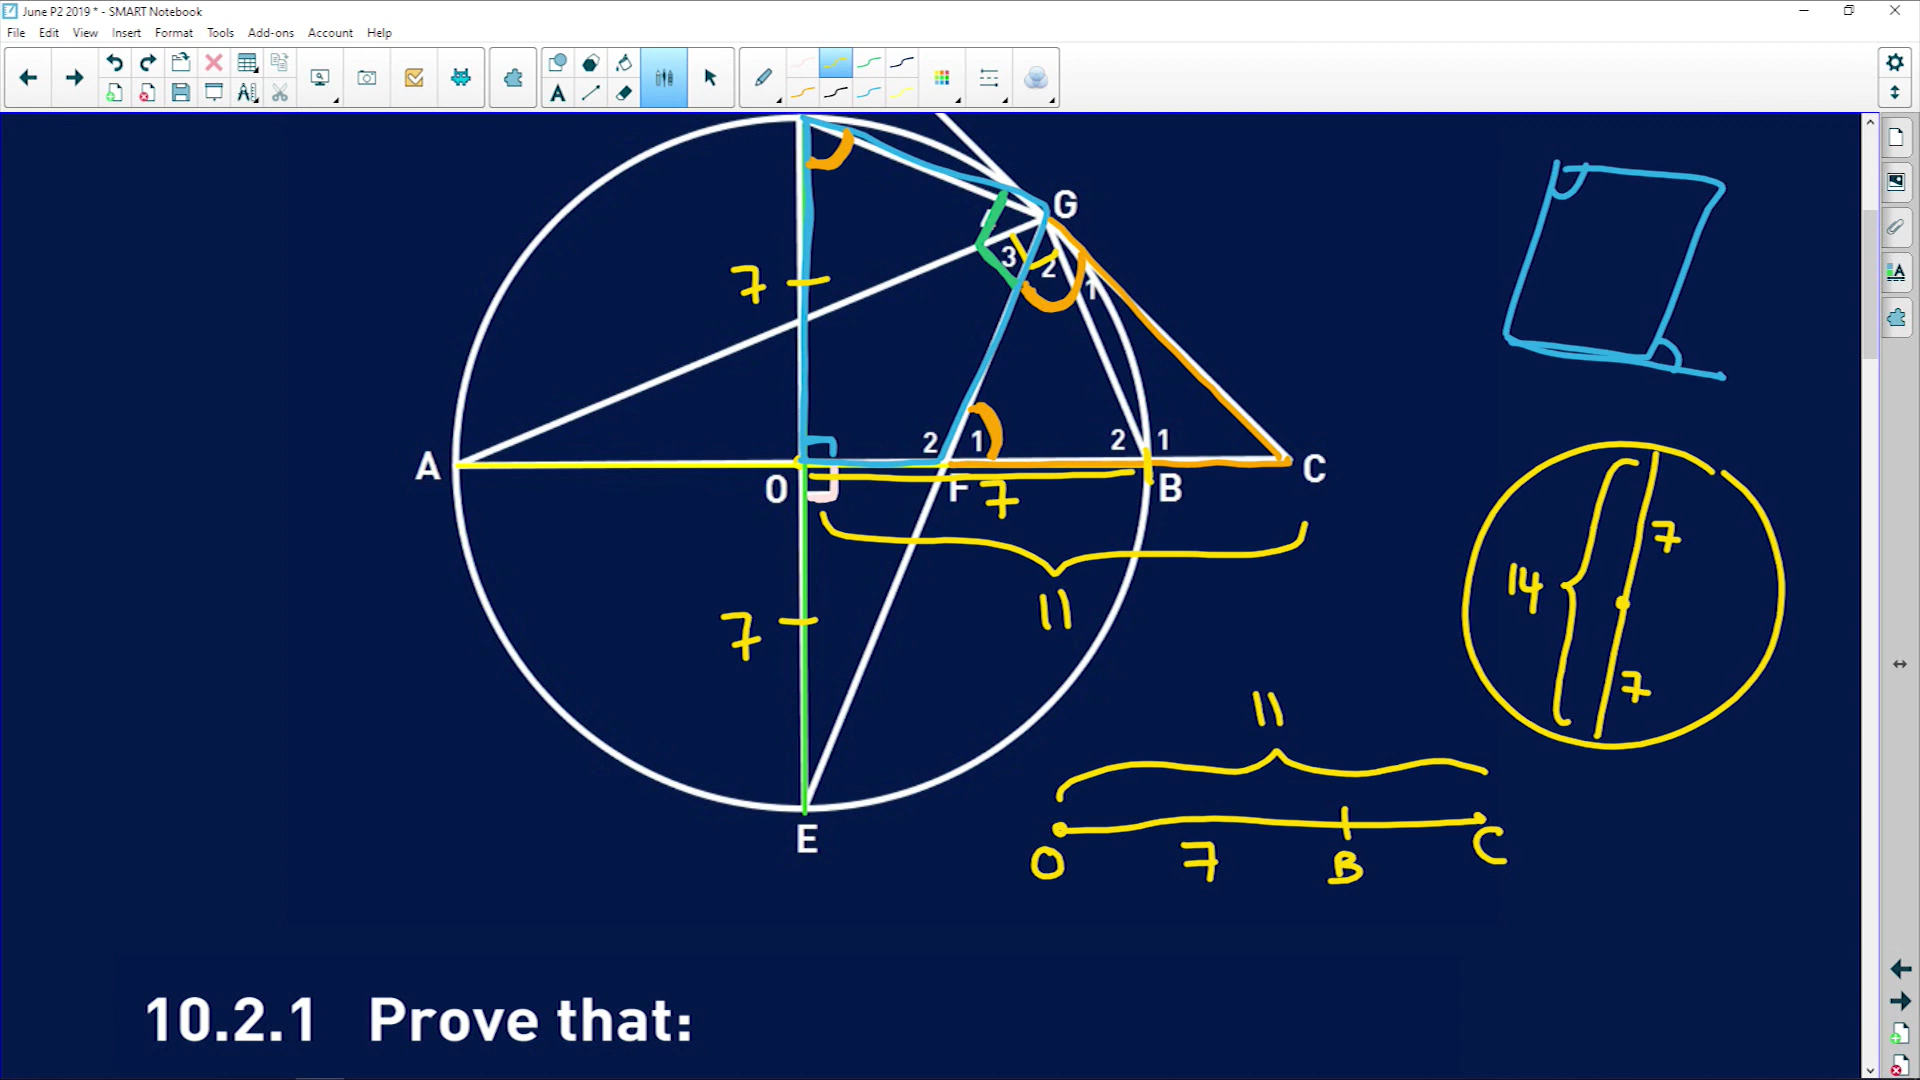 June P2 2019 * - SMART Notebook
File Edit View Insert Format Tools Add-ons Account Help
A
A
G
3
2
1
7
A
2
1
2
1
C
O
F
7
B
11
7
E
14
7
7
11
O
7
B
C
10.2.1 Prove that: